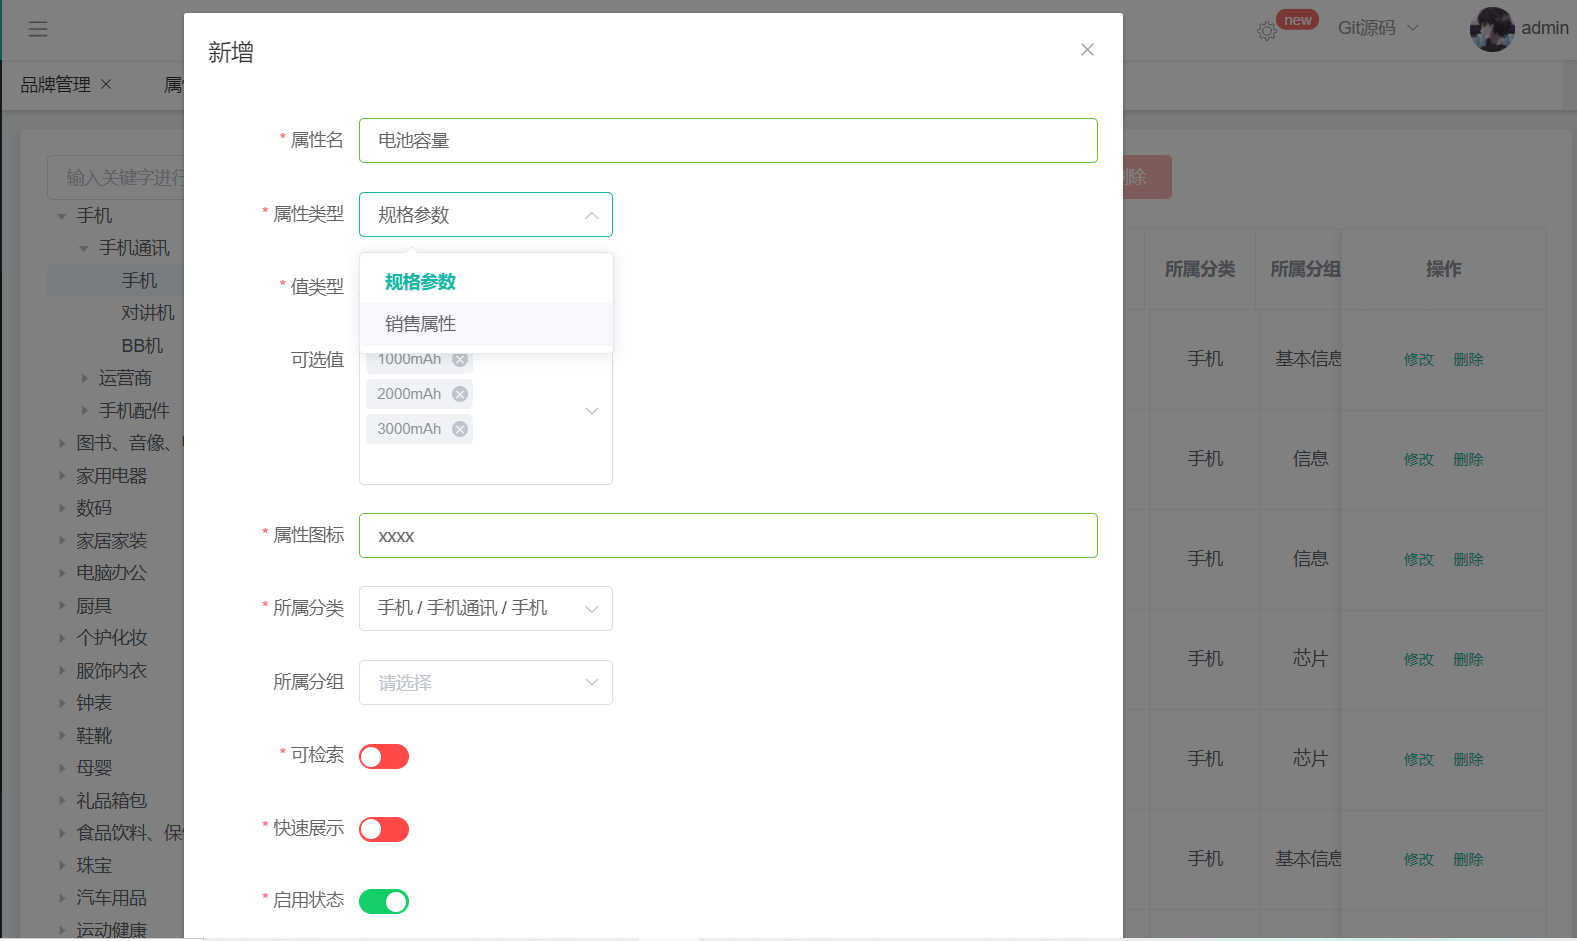 new
Git源码
admin
品牌管理
属
输入关键字进行
手机
手机通讯
手机
对讲机
BB机
运营商
手机配件
图书、音像、
家用电器
数码
家居家装
电脑办公
厨具
个护化妆
服饰内衣
钟表
鞋靴
母婴
礼品箱包
食品饮料、保
珠宝
汽车用品
运动健康
新增
* 属性名
电池容量
* 属性类型
规格参数
规格参数
销售属性
* 值类型
可选值
1000mAh
2000mAh
3000mAh
* 属性图标
xxxx
* 所属分类
手机 / 手机通讯 / 手机
所属分组
请选择
* 可检索
* 快速展示
* 启用状态
删除
所属分类 所属分组 操作
手机 基本信息 修改 删除
手机 信息 修改 删除
手机 信息 修改 删除
手机 芯片 修改 删除
手机 芯片 修改 删除
手机 基本信息 修改 删除